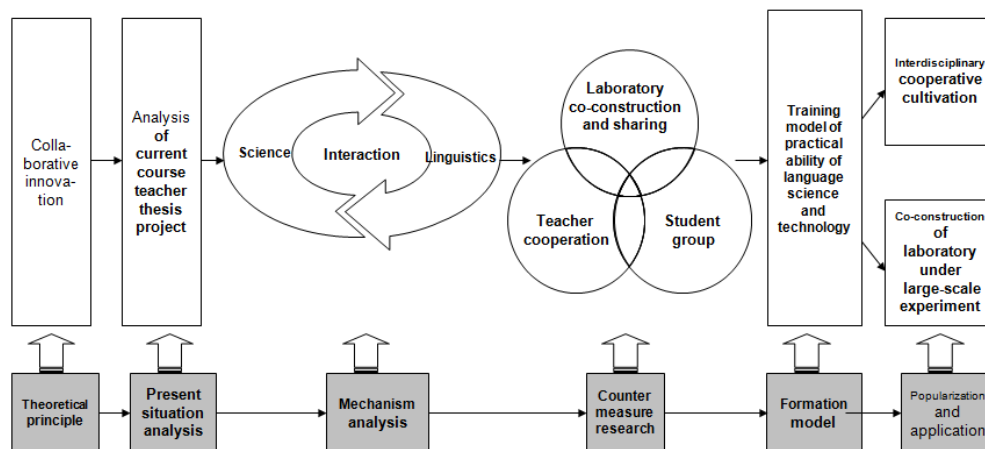 Colla-
borative
innova-
tion
Analysis
of
current
course
teacher
thesis
project
Science
Interaction
Linguistics
Laboratory
co-construction
and sharing
Teacher
cooperation
Student
group
Training
model of
practical
ability of
language
science
and
technology
Interdisciplinary
cooperative
cultivation
Co-construction
of
laboratory
under
large-scale
experiment
Theoretical
principle
Present
situation
analysis
Mechanism
analysis
Counter
measure
research
Formation
model
Popularization
and
application